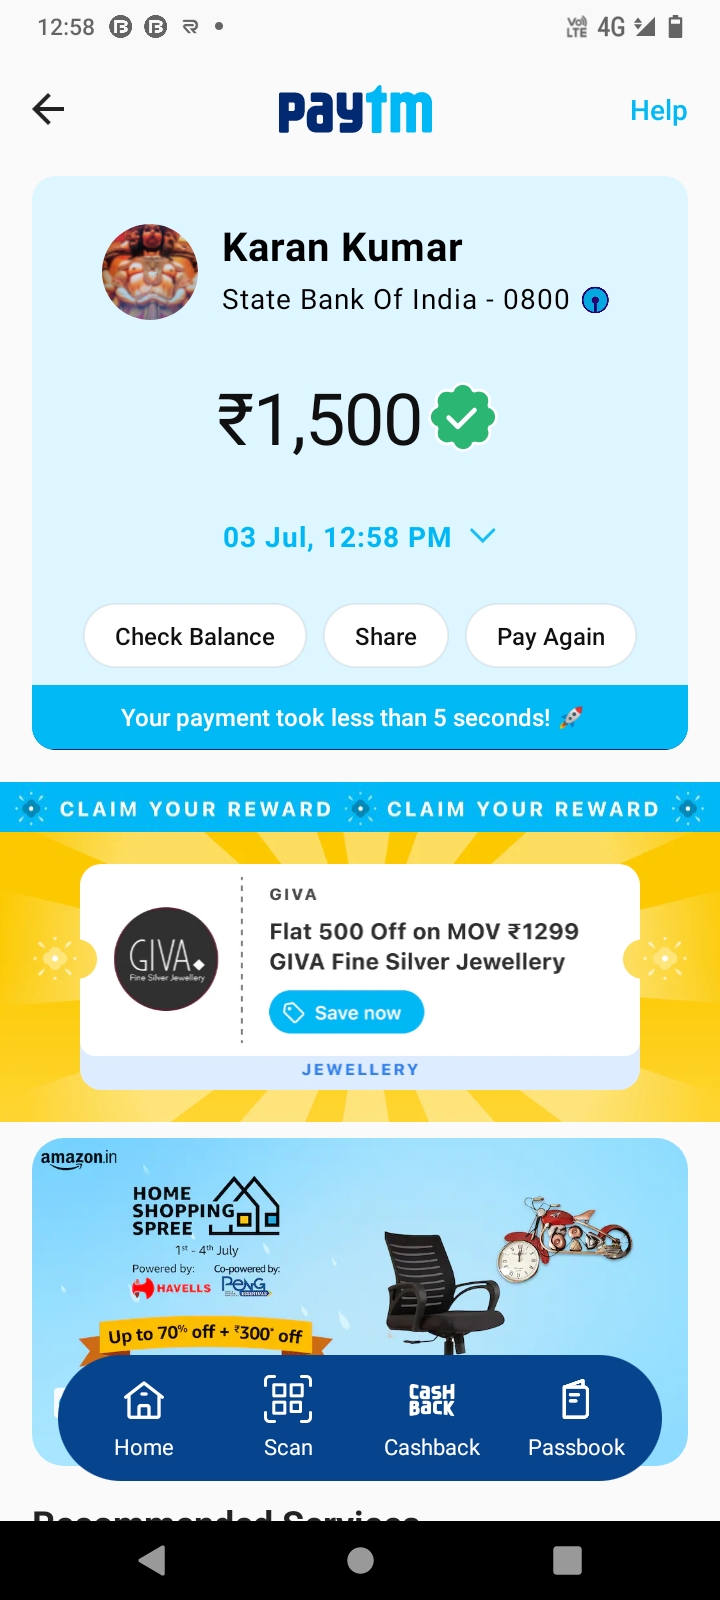 12:58
Vo)
LTE 4G
paytm
Help
Karan Kumar
State Bank Of India - 0800
₹1,500
03 Jul, 12:58 PM
Check Balance
Share
Pay Again
Your payment took less than 5 seconds! 🚀
CLAIM YOUR REWARD CLAIM YOUR REWARD
GIVA
Fine Silver Jewellery
GIVA
Flat 500 Off on MOV ₹1299
GIVA Fine Silver Jewellery
Save now
JEWELLERY
amazon.in
HOME
SHOPPING
SPREE
1st - 4th July
Powered by: Co-powered by:
HAVELLS
PENG
ESSENTIALS
Up to 70% off + ₹300* off
Home
Scan
CASH
BACK
Cashback
Passbook
Recommended Services